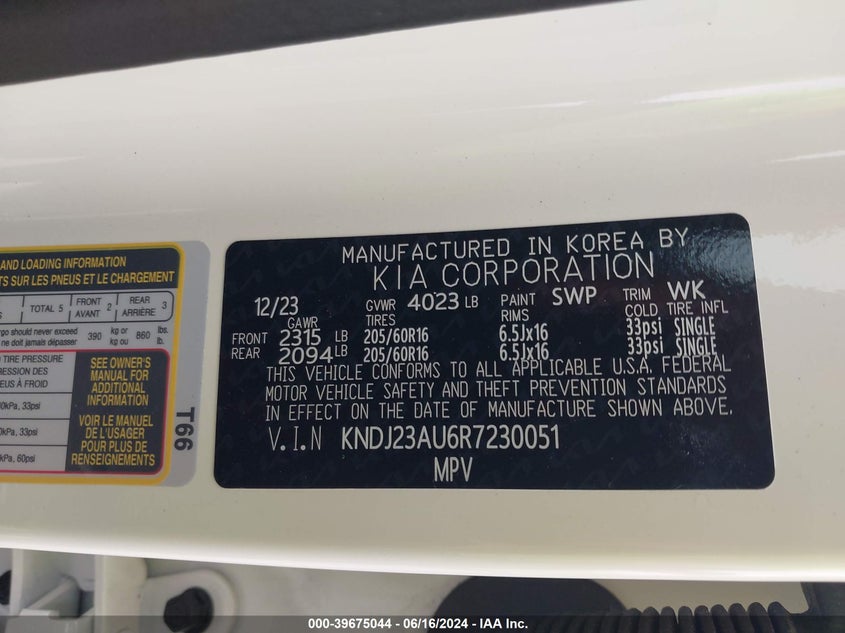 AND LOADING INFORMATION
TS SUR LES PNEUS ET LE CHARGEMENT
TOTAL 5 FRONT AVANT 2 REAR ARRIÈRE 3
rgo should never exceed 390 kg or kg ou 860 lbs. lb.
ne doit jamais dépasser
TIRE PRESSURE
RESSION DES
EUS À FROID
kPa, 33psi
kPa, 33psi
kPa, 60psi
SEE OWNER'S
MANUAL FOR
ADDITIONAL
INFORMATION
VOIR LE MANUEL
DE L'USAGER
POUR PLUS DE
RENSEIGNEMENTS
T66
MANUFACTURED IN KOREA BY
KIA CORPORATION
12/23 GVWR 4023 LB PAINT SWP TRIM WK
GAWR TIRES RIMS COLD TIRE INFL
FRONT 2315 LB 205/60R16 6.5Jx16 33psi SINGLE
REAR 2094 LB 205/60R16 6.5Jx16 33psi SINGLE
THIS VEHICLE CONFORMS TO ALL APPLICABLE U.S.A. FEDERAL
MOTOR VEHICLE SAFETY AND THEFT PREVENTION STANDARDS
IN EFFECT ON THE DATE OF MANUFACTURE SHOWN ABOVE.
V.I.N KNDJ23AU6R7230051
MPV
000-39675044 - 06/16/2024 - IAA Inc.